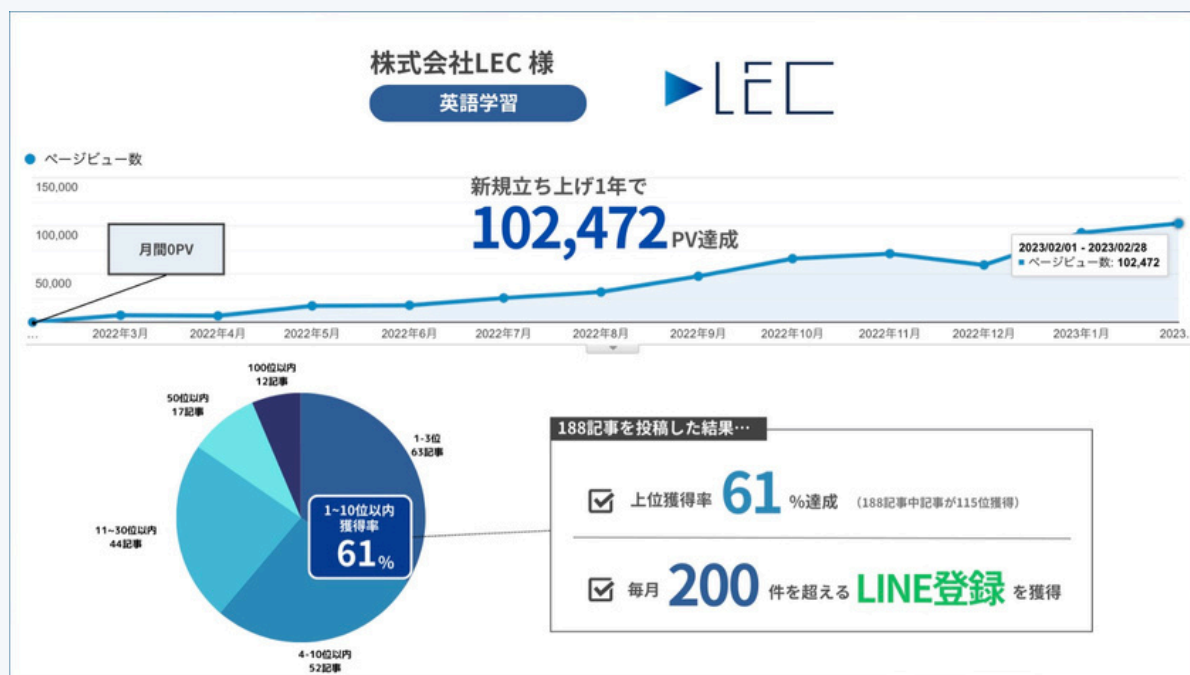 株式会社LEC 様
LEC
英語学習
ページビュー数
新規立ち上げ1年で
102,472 PV達成
150,000
100,000
50,000
月間0PV
2023/02/01 - 2023/02/28
ページビュー数: 102,472
… 2022年3月 2022年4月 2022年5月 2022年6月 2022年7月 2022年8月 2022年9月 2022年10月 2022年11月 2022年12月 2023年1月 2023…
100位以内
12記事
50位以内
17記事
1-3位
63記事
11~30位以内
44記事
1~10位以内
獲得率
61%
4-10位以内
52記事
188記事を投稿した結果…
上位獲得率 61 %達成 (188記事中記事が115位獲得)
毎月 200 件を超える LINE登録 を獲得